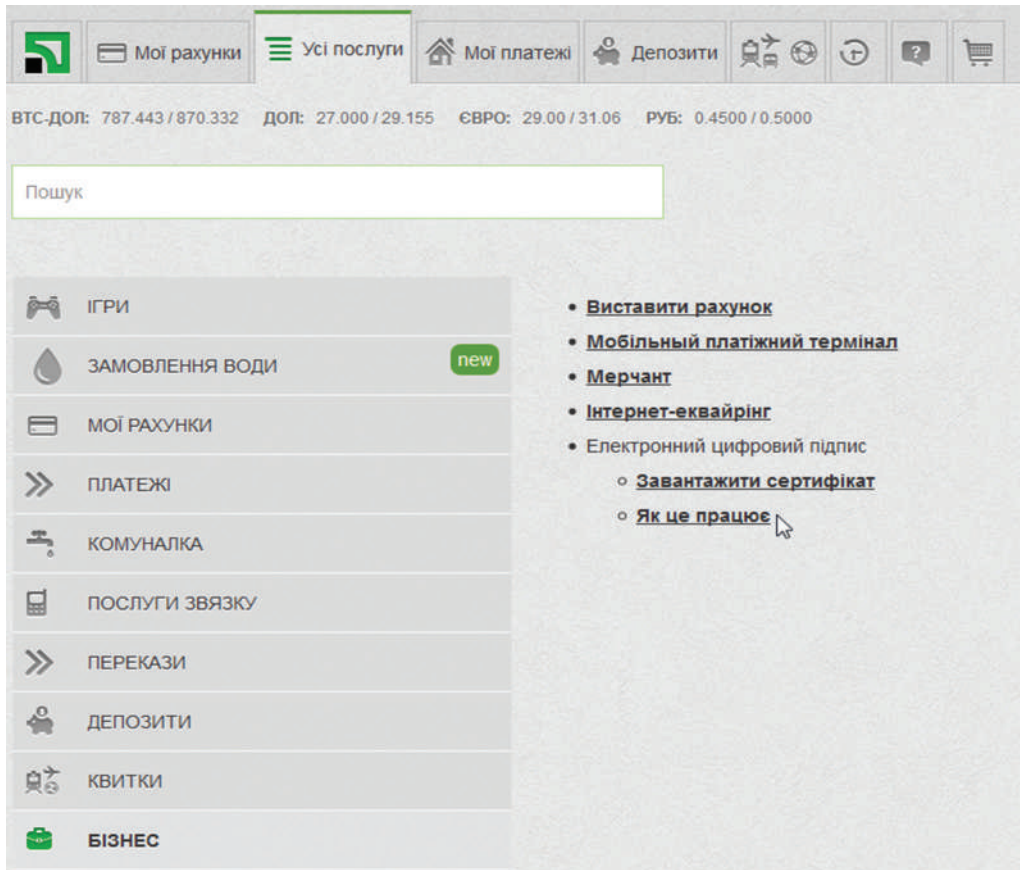 Мої рахунки Усі послуги Мої платежі Депозити ?
ВТС-ДОЛ: 787.443 / 870.332 ДОЛ: 27.000 / 29.155 ЄВРО: 29.00 / 31.06 РУБ: 0.4500 / 0.5000
Пошук
ІГРИ
ЗАМОВЛЕННЯ ВОДИ new
МОЇ РАХУНКИ
ПЛАТЕЖІ
КОМУНАЛКА
ПОСЛУГИ ЗВЯЗКУ
ПЕРЕКАЗИ
ДЕПОЗИТИ
КВИТКИ
БІЗНЕС
• Виставити рахунок
• Мобільный платіжний термінал
• Мерчант
• Інтернет-еквайрінг
• Електронний цифровий підпис
○ Завантажити сертифікат
○ Як це працює